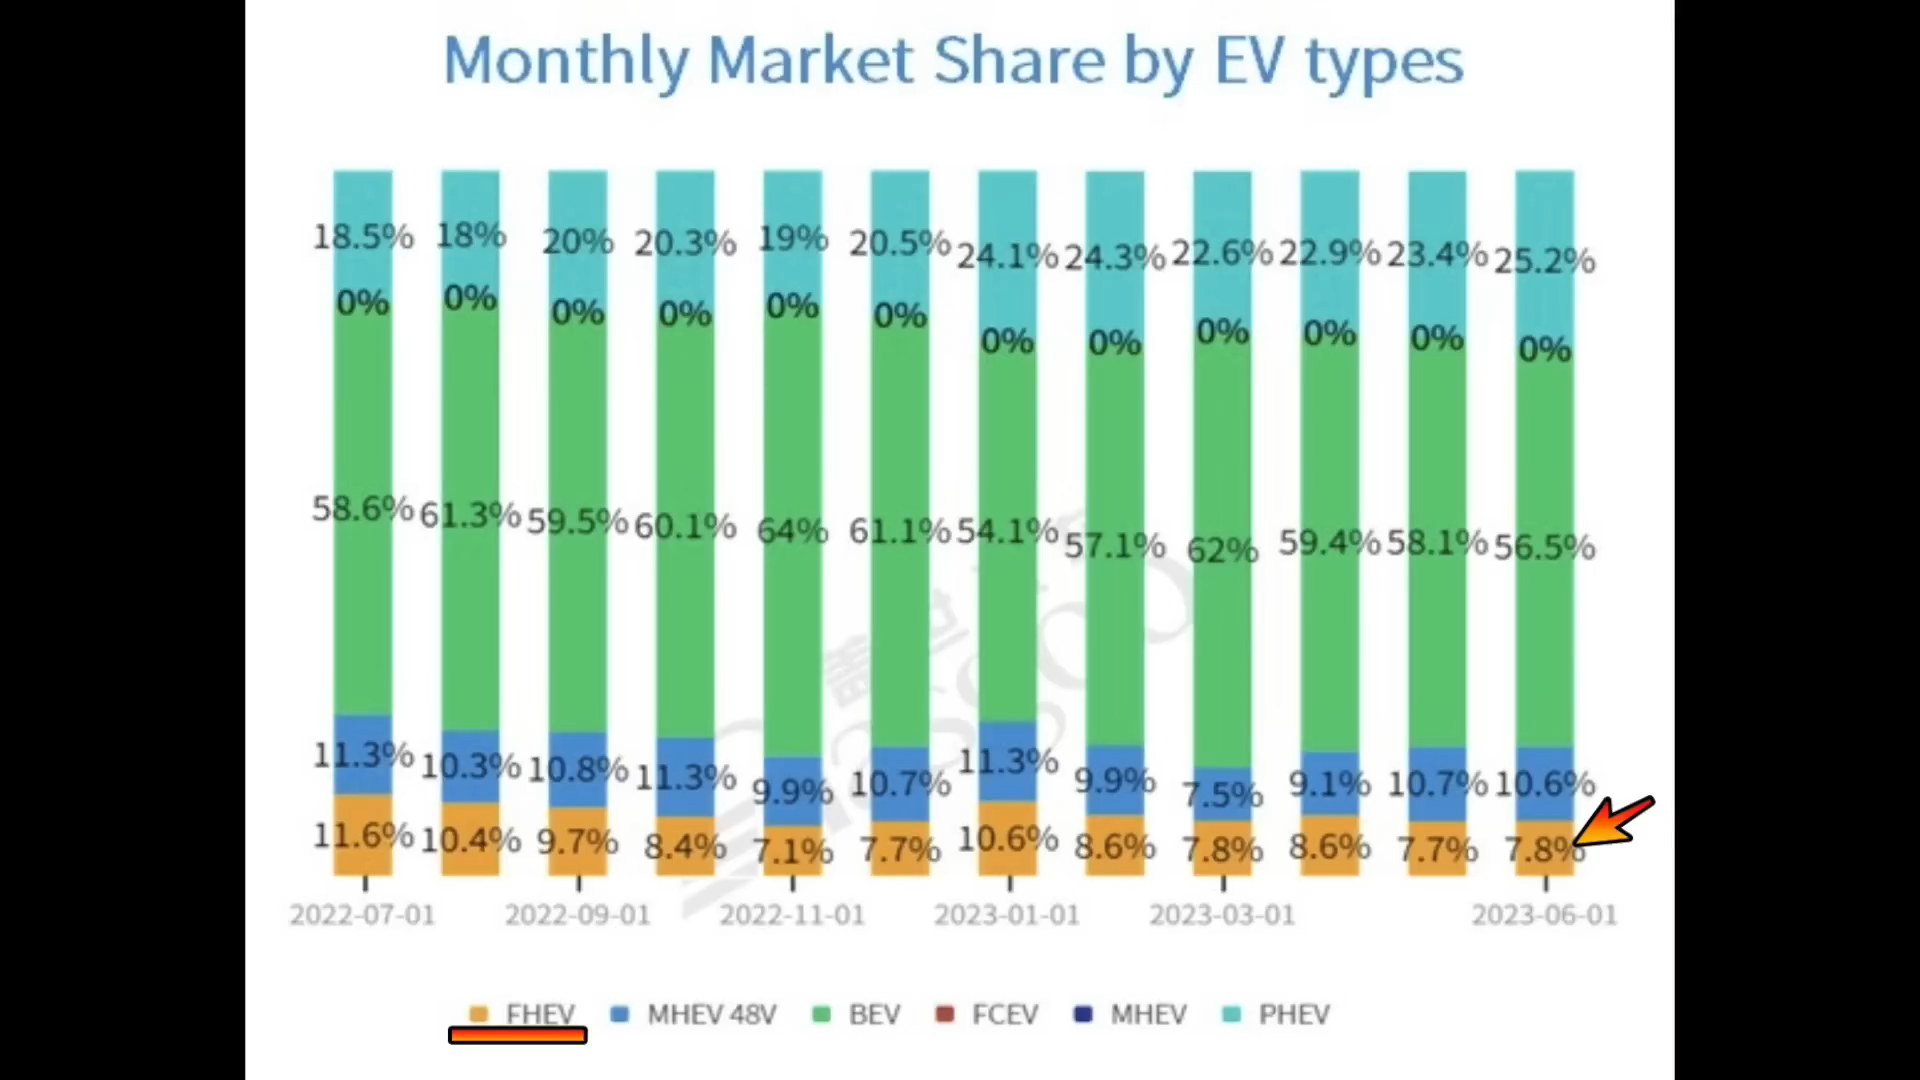 Monthly Market Share by EV types
18.5% 18% 20% 20.3% 19% 20.5% 24.1% 24.3% 22.6% 22.9% 23.4% 25.2%
0% 0% 0% 0% 0% 0% 0% 0% 0% 0% 0% 0%
58.6% 61.3% 59.5% 60.1% 64% 61.1% 54.1% 57.1% 62% 59.4% 58.1% 56.5%
11.3% 10.3% 10.8% 11.3% 9.9% 10.7% 11.3% 9.9% 7.5% 9.1% 10.7% 10.6%
11.6% 10.4% 9.7% 8.4% 7.1% 7.7% 10.6% 8.6% 7.8% 8.6% 7.7% 7.8%
2022-07-01 2022-09-01 2022-11-01 2023-01-01 2023-03-01 2023-06-01
FHEV MHEV 48V BEV FCEV MHEV PHEV